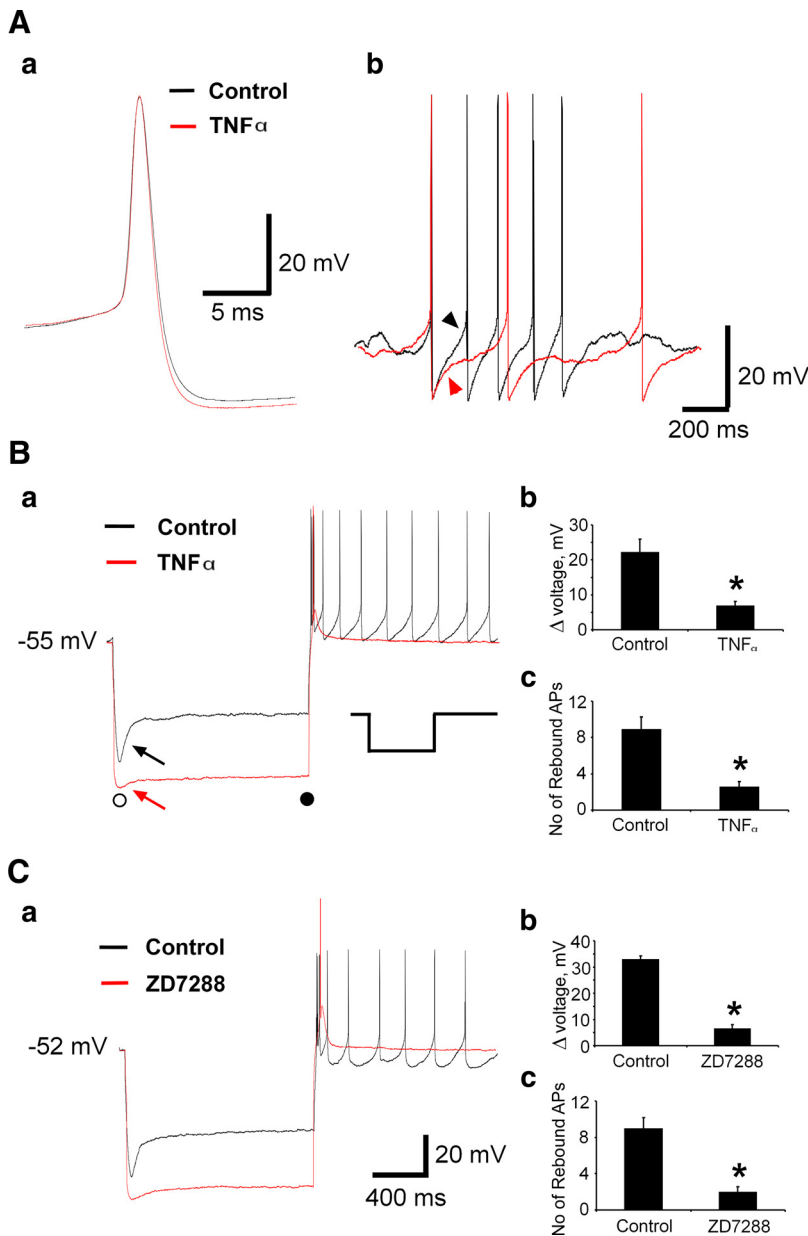 A
a
b
Control
TNFα
20 mV
5 ms
20 mV
200 ms
B
a
Control
TNFα
-55 mV
b
Δ voltage, mV
30
20
10
0
Control
TNFα
*
c
No of Rebound APs
12
8
4
0
Control
TNFα
*
C
a
Control
ZD7288
-52 mV
20 mV
400 ms
b
Δ voltage, mV
40
30
20
10
0
Control
ZD7288
*
c
No of Rebound APs
12
8
4
0
Control
ZD7288
*